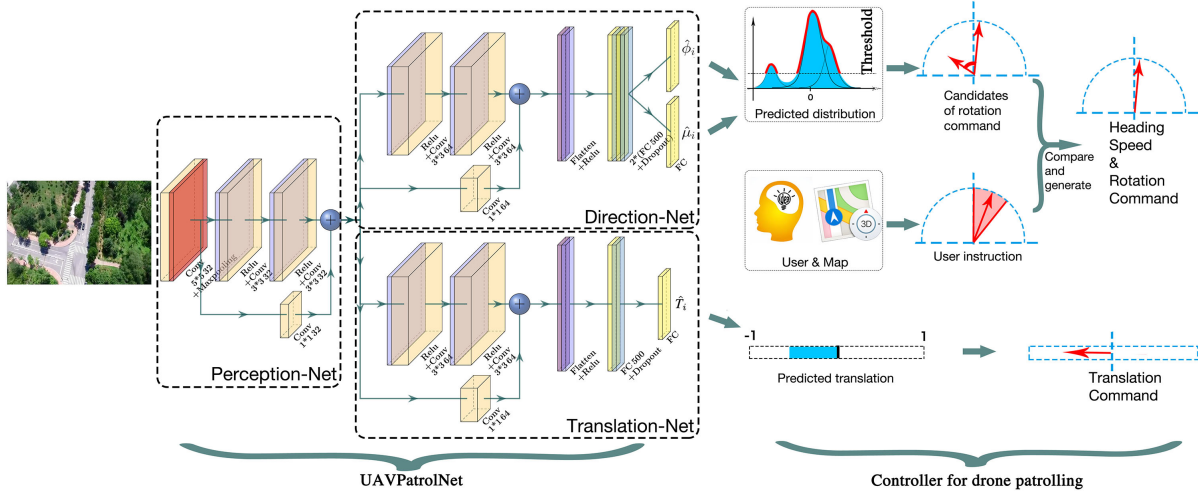 Conv
5*5 32
+Maxpooling
Relu
+Conv
3*3 32
Relu
+Conv
3*3 32
Conv
1*1 32
Perception-Net
Relu
+Conv
3*3 64
Relu
+Conv
3*3 64
Conv
1*1 64
Flatten
+Relu
2*(FC 500
+Dropout)
FC
ϕ̂ᵢ
μ̂ᵢ
Direction-Net
Relu
+Conv
3*3 64
Relu
+Conv
3*3 64
Conv
1*1 64
Flatten
+Relu
FC 500
+Dropout
FC
T̂ᵢ
Translation-Net
UAVPatrolNet
Threshold
0
x
Predicted distribution
Candidates
of rotation
command
3D
User & Map
User instruction
Compare
and
generate
Heading
Speed
&
Rotation
Command
-1
1
Predicted translation
Translation
Command
Controller for drone patrolling